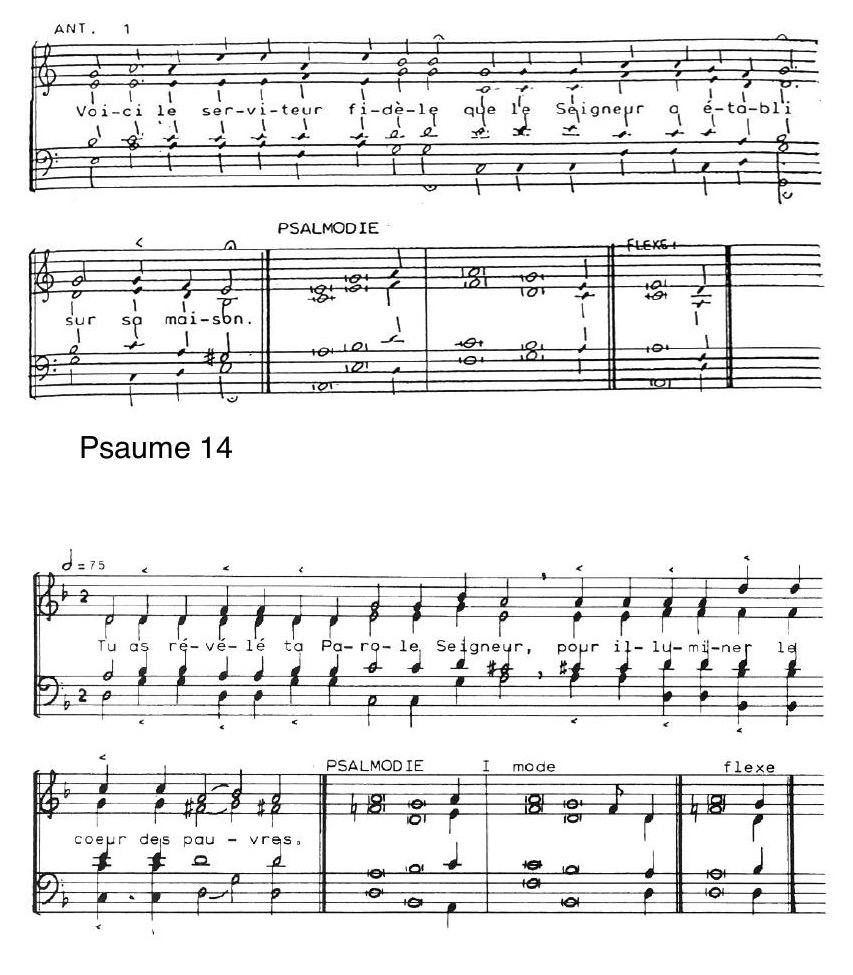 ANT. 1
Voi-ci le ser-vi-teur fi-dè-le que le Seigneur a é-ta-bli
PSALMODIE
FLEXE:
sur sa mai-son.
Psaume 14
= 75
Tu as ré-vé-lé ta Pa-ro-le Seigneur, pour il-lu-mi-ner le
PSALMODIE I mode flexe
coeur des pau-vres.